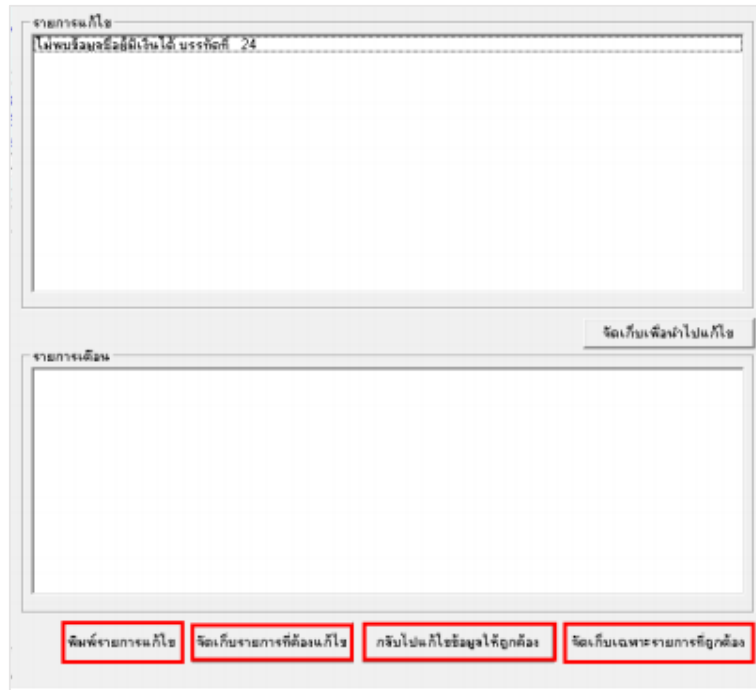 รายการแก้ไข
ไม่พบข้อมูลชื่อผู้มีเงินได้ บรรทัดที่ 24
จัดเก็บเพื่อนำไปแก้ไข
รายการเตือน
พิมพ์รายการแก้ไข
จัดเก็บรายการที่ต้องแก้ไข
กลับไปแก้ไขข้อมูลให้ถูกต้อง
จัดเก็บเฉพาะรายการที่ถูกต้อง